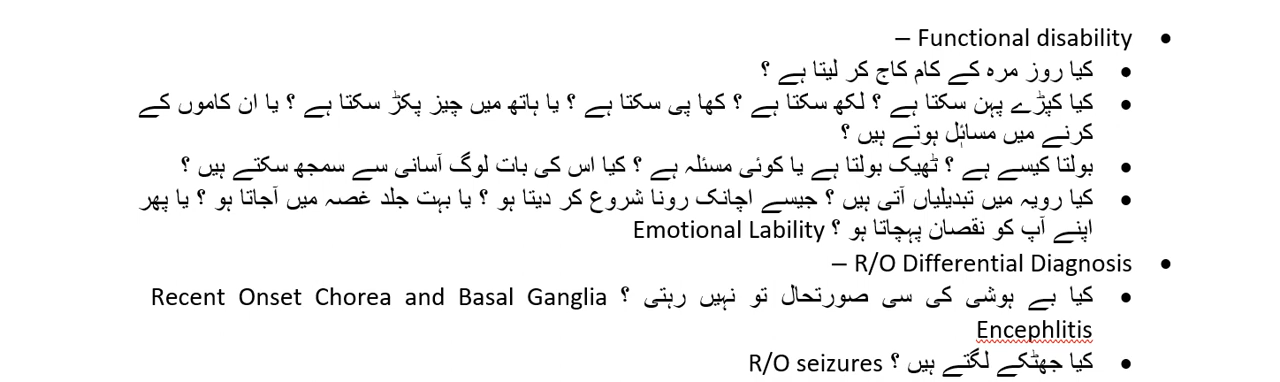 • Functional disability –
• کیا روز مرہ کے کام کاج کر لیتا ہے ؟
• کیا کپڑے پہن سکتا ہے ؟ لکھ سکتا ہے ؟ کھا پی سکتا ہے ؟ یا ہاتھ میں چیز پکڑ سکتا ہے ؟ یا ان کاموں کے
کرنے میں مسائل ہوتے ہیں ؟
• بولتا کیسے ہے ؟ ٹھیک بولتا ہے یا کوئی مسئلہ ہے ؟ کیا اس کی بات لوگ آسانی سے سمجھ سکتے ہیں ؟
• کیا رویہ میں تبدیلیاں آتی ہیں ؟ جیسے اچانک رونا شروع کر دیتا ہو ؟ یا بہت جلد غصہ میں آجاتا ہو ؟ یا پھر
اپنے آپ کو نقصان پہچاتا ہو ؟ Emotional Lability
• R/O Differential Diagnosis –
• کیا بے ہوشی کی سی صورتحال تو نہیں رہتی ؟ Recent Onset Chorea and Basal Ganglia
Encephlitis
• کیا جھٹکے لگتے ہیں ؟ R/O seizures